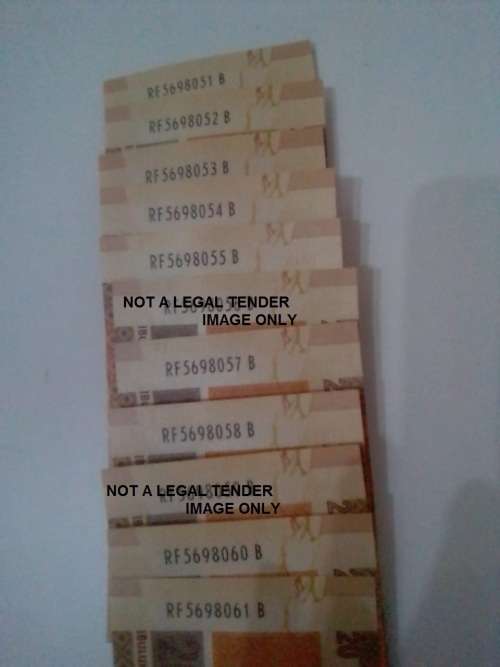 RF5698051 B
RF5698052 B
RF5698053 B
RF5698054 B
RF5698055 B
NOT A LEGAL TENDER
IMAGE ONLY
RF5698057 B
RF5698058 B
NOT A LEGAL TENDER
IMAGE ONLY
RF5698060 B
RF5698061 B
20